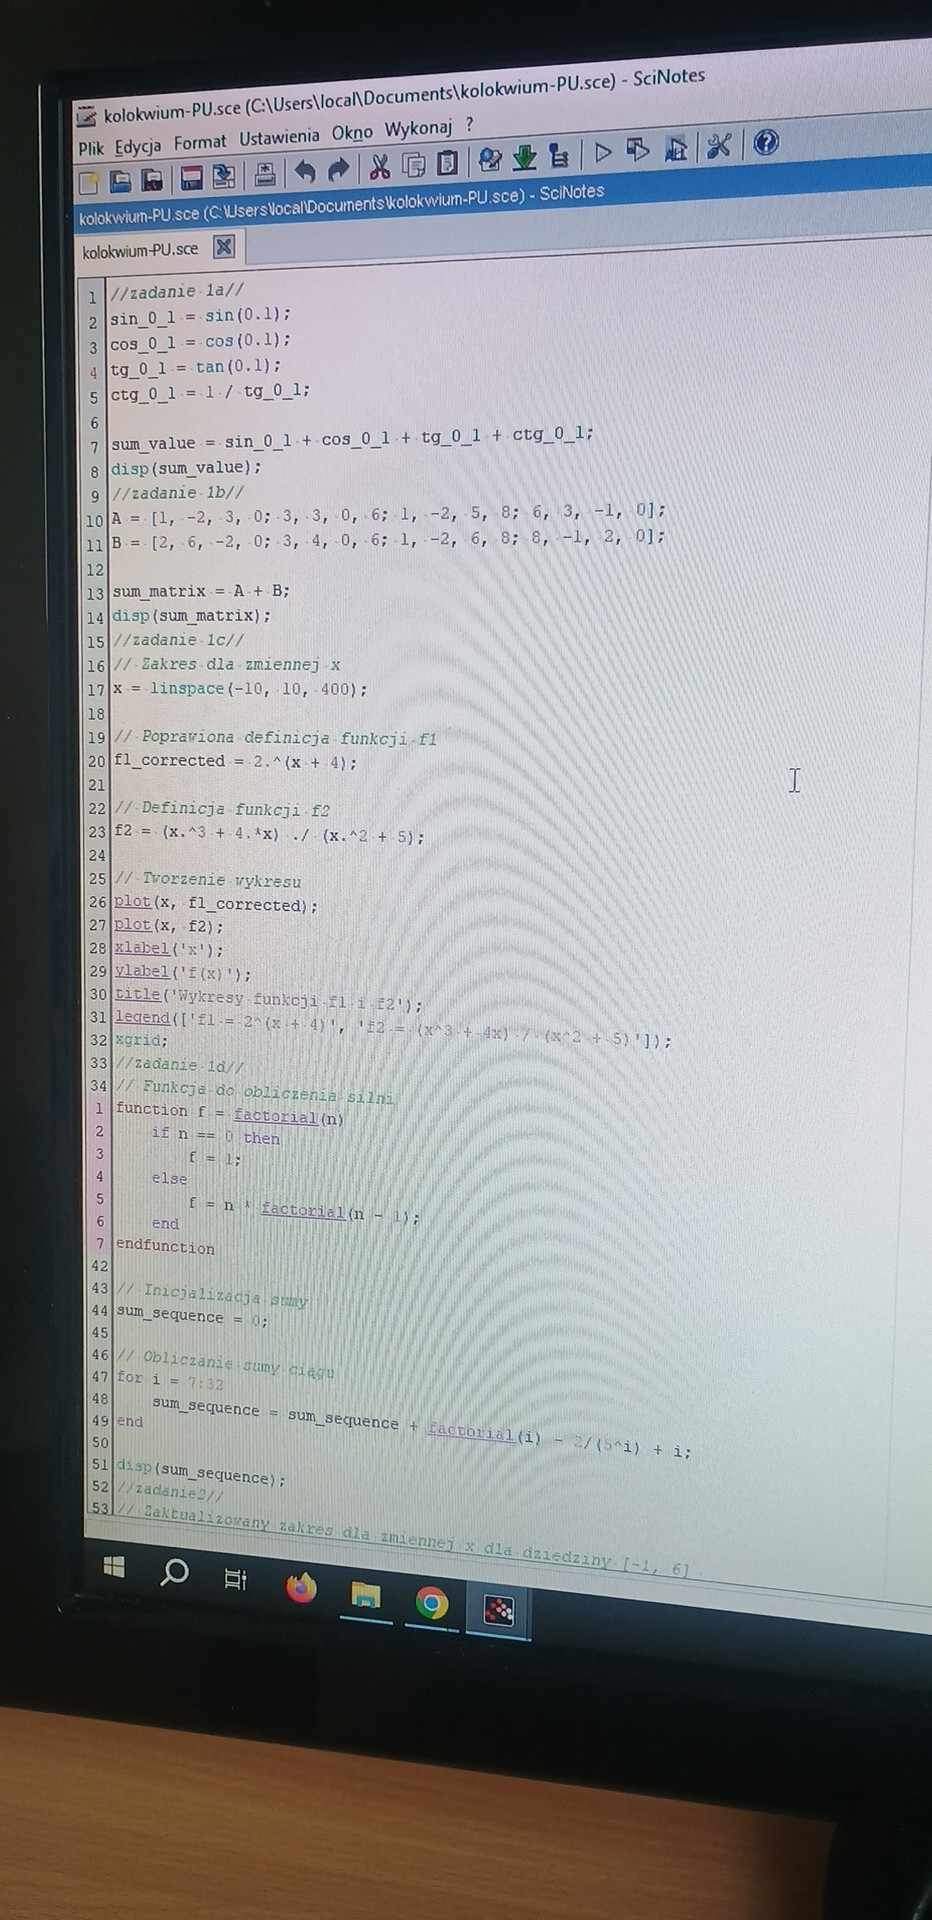 kolokwium-PU.sce (C:\Users\local\Documents\kolokwium-PU.sce) - SciNotes
Plik Edycja Format Ustawienia Okno Wykonaj ?
kolokwium-PU.sce (C:\Users\local\Documents\kolokwium-PU.sce) - SciNotes
kolokwium-PU.sce
1 //zadanie 1a//
2 sin_0_1 = sin(0.1);
3 cos_0_1 = cos(0.1);
4 tg_0_1 = tan(0.1);
5 ctg_0_1 = 1 / tg_0_1;
6
7 sum_value = sin_0_1 + cos_0_1 + tg_0_1 + ctg_0_1;
8 disp(sum_value);
9 //zadanie 1b//
10 A = [1, -2, 3, 0; 3, 3, 0, 6; 1, -2, 5, 8; 6, 3, -1, 0];
11 B = [2, 6, -2, 0; 3, 4, 0, 6; 1, -2, 6, 8; 8, -1, 2, 0];
12
13 sum_matrix = A + B;
14 disp(sum_matrix);
15 //zadanie 1c//
16 // Zakres dla zmiennej x
17 x = linspace(-10, 10, 400);
18
19 // Poprawiona definicja funkcji f1
20 f1_corrected = 2.^(x + 4);
21
22 // Definicja funkcji f2
23 f2 = (x.^3 + 4.*x) ./ (x.^2 + 5);
24
25 // Tworzenie wykresu
26 plot(x, f1_corrected);
27 plot(x, f2);
28 xlabel('x');
29 ylabel('f(x)');
30 title('Wykresy funkcji f1 i f2');
31 legend(['f1 = 2^(x + 4)', 'f2 = (x^3 + 4x) / (x^2 + 5)']);
32 xgrid;
33 //zadanie 1d//
34 // Funkcja do obliczenia silni
1 function f = factorial(n)
2 if n == 0 then
3 f = 1;
4 else
5 f = n * factorial(n - 1);
6 end
7 endfunction
42
43 // Inicjalizacja sumy
44 sum_sequence = 0;
45
46 // Obliczanie sumy ciągu
47 for i = 7:32
48 sum_sequence = sum_sequence + factorial(i) - 2/(5^i) + i;
49 end
50
51 disp(sum_sequence);
52 //zadanie2//
53 // Zaktualizowany zakres dla zmiennej x dla dziedziny [-1, 6]